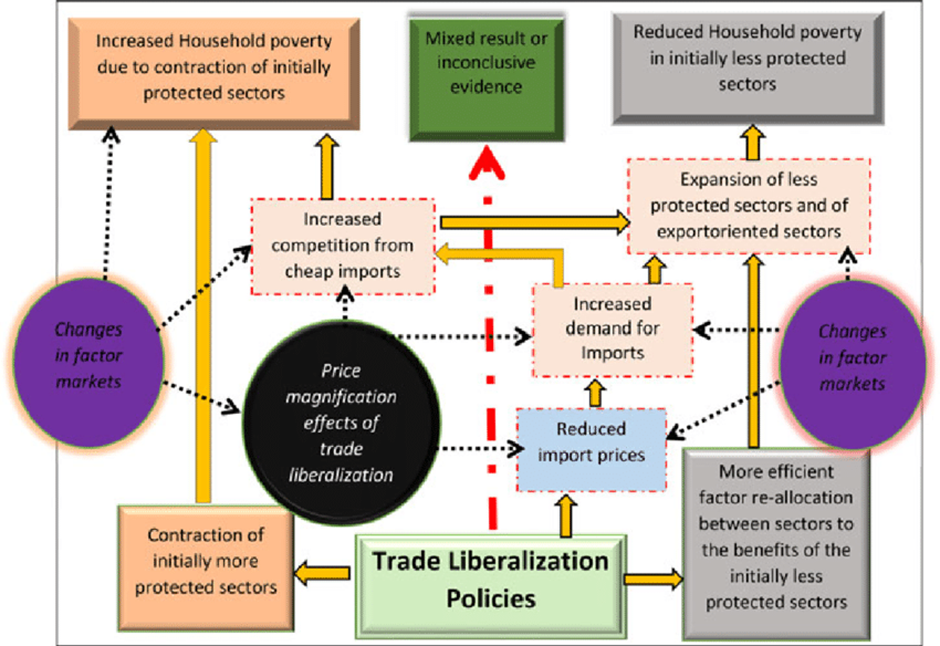 Increased Household poverty
due to contraction of initially
protected sectors
Mixed result or
inconclusive
evidence
Reduced Household poverty
in initially less protected
sectors
Increased
competition from
cheap imports
Expansion of less
protected sectors and of
exportoriented sectors
Changes
in factor
markets
Price
magnification
effects of
trade
liberalization
Increased
demand for
Imports
Changes
in factor
markets
Reduced
import prices
Contraction of
initially more
protected sectors
Trade Liberalization
Policies
More efficient
factor re-allocation
between sectors to
the benefits of the
initially less
protected sectors